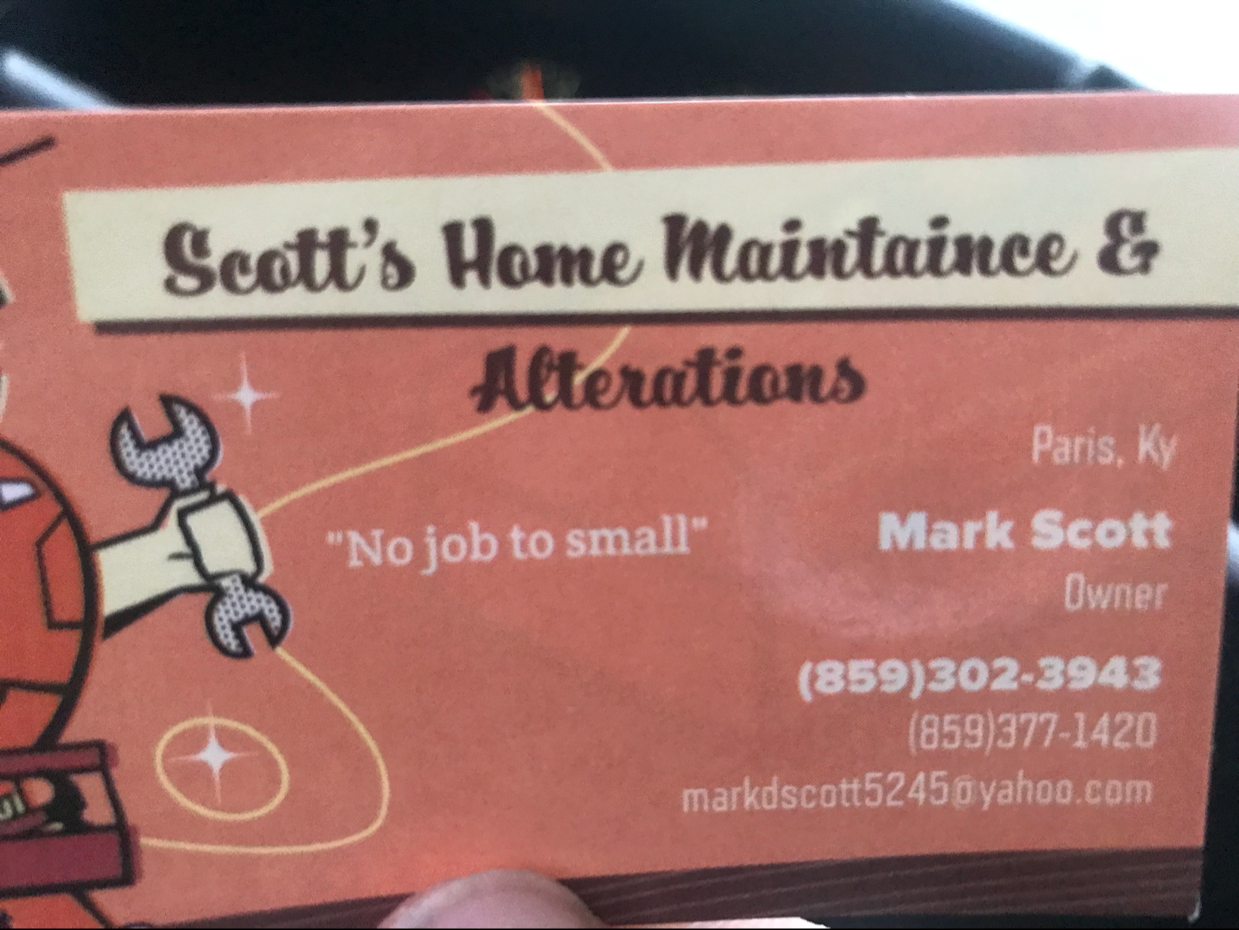 Scott's Home Maintaince &
Alterations
Paris, Ky
"No job to small"
Mark Scott
Owner
(859)302-3943
(859)377-1420
markdscott5245@yahoo.com